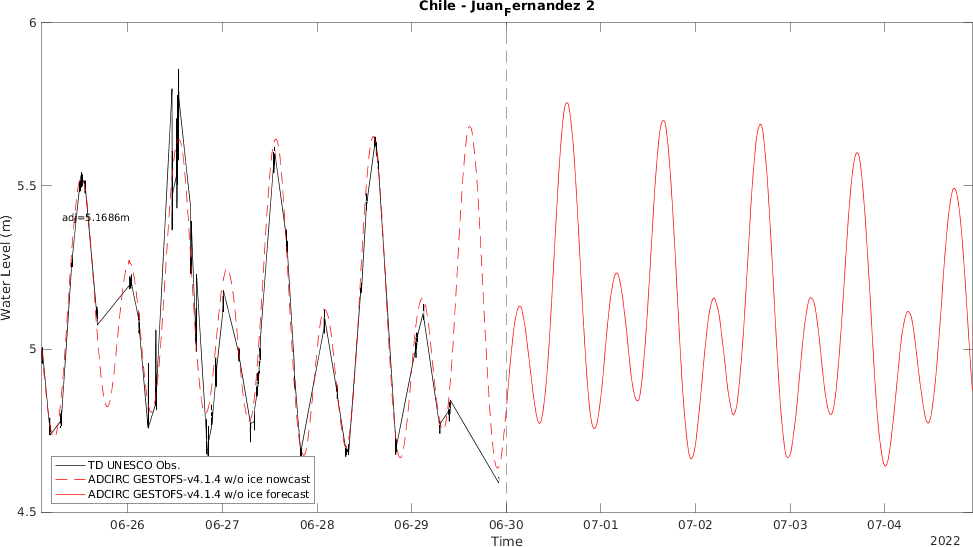 Chile - Juan_Fernandez 2
6
5.5
5
4.5
Water Level (m)
adj=5.1686m
TD UNESCO Obs.
ADCIRC GESTOFS-v4.1.4 w/o ice nowcast
ADCIRC GESTOFS-v4.1.4 w/o ice forecast
06-26 06-27 06-28 06-29 06-30 07-01 07-02 07-03 07-04
Time
2022